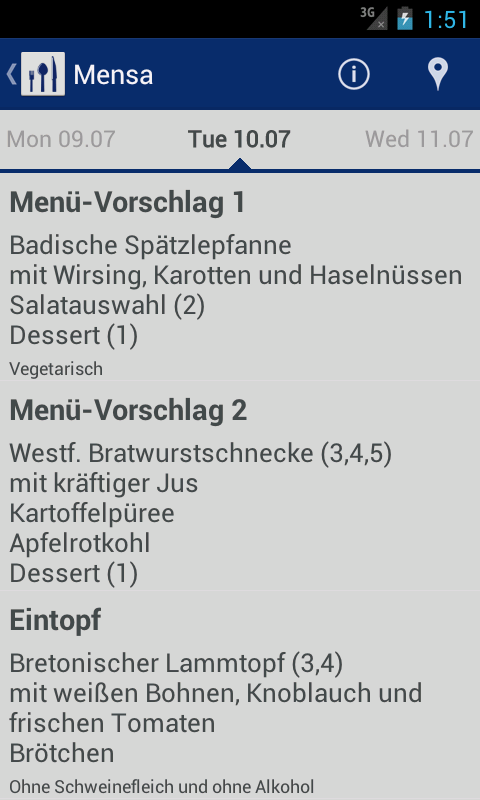 3G 1:51
Mensa
Mon 09.07 Tue 10.07 Wed 11.07
Menü-Vorschlag 1
Badische Spätzlepfanne
mit Wirsing, Karotten und Haselnüssen
Salatauswahl (2)
Dessert (1)
Vegetarisch
Menü-Vorschlag 2
Westf. Bratwurstschnecke (3,4,5)
mit kräftiger Jus
Kartoffelpüree
Apfelrotkohl
Dessert (1)
Eintopf
Bretonischer Lammtopf (3,4)
mit weißen Bohnen, Knoblauch und
frischen Tomaten
Brötchen
Ohne Schweinefleich und ohne Alkohol